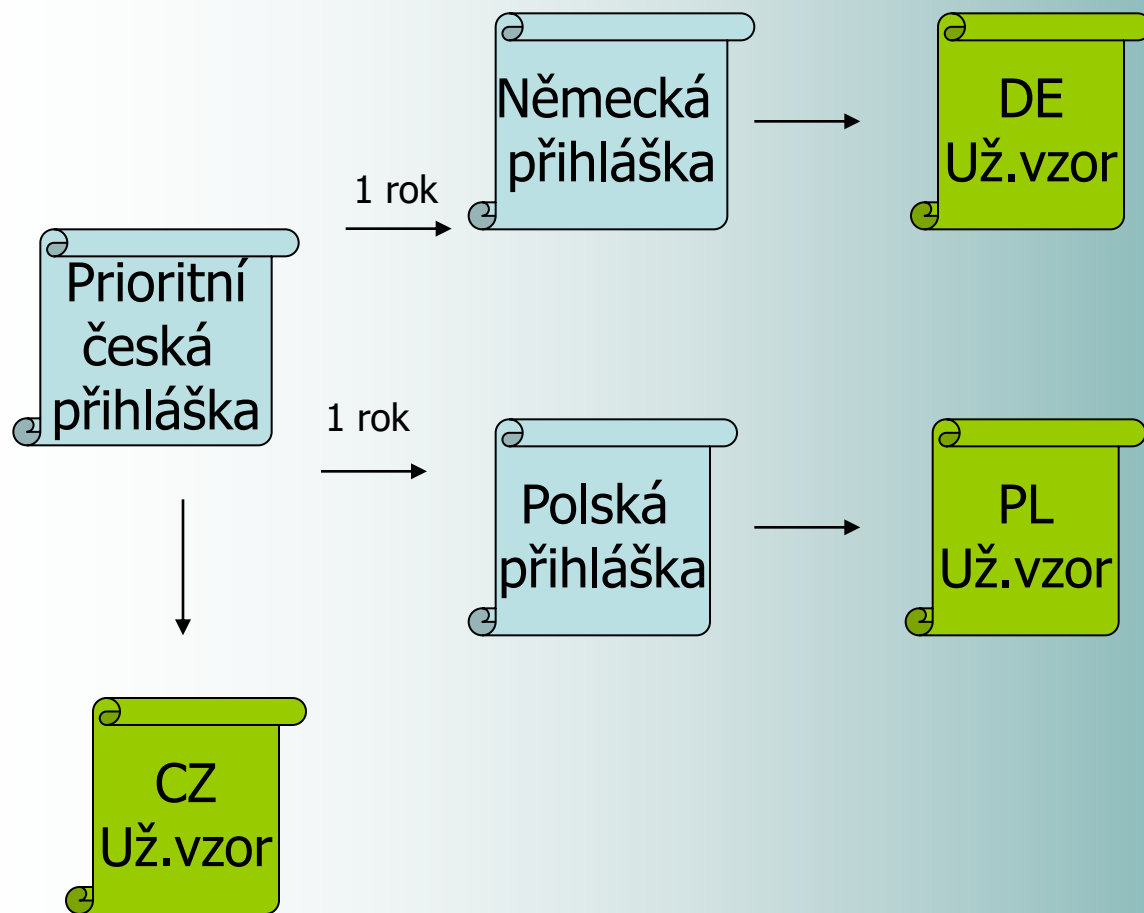 Německá
přihláška
DE
Už.vzor
1 rok
Prioritní
česká
přihláška
1 rok
Polská
přihláška
PL
Už.vzor
CZ
Už.vzor